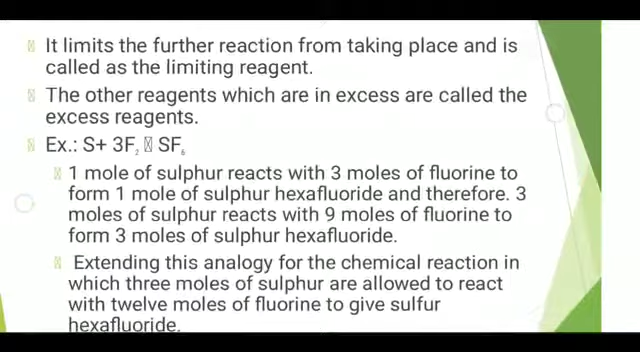 It limits the further reaction from taking place and is
called as the limiting reagent.
The other reagents which are in excess are called the
excess reagents.
Ex.: S+ 3F₂ SF₆
1 mole of sulphur reacts with 3 moles of fluorine to
form 1 mole of sulphur hexafluoride and therefore. 3
moles of sulphur reacts with 9 moles of fluorine to
form 3 moles of sulphur hexafluoride.
Extending this analogy for the chemical reaction in
which three moles of sulphur are allowed to react
with twelve moles of fluorine to give sulfur
hexafluoride.